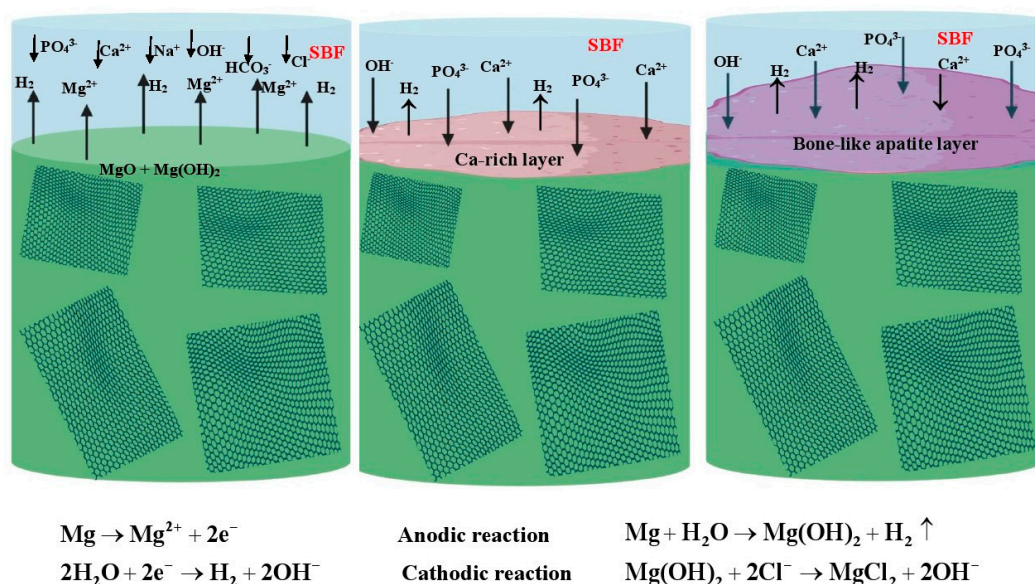 PO₄³⁻ Ca²⁺ Na⁺ OH⁻ HCO₃⁻ Cl⁻ SBF
H₂ Mg²⁺ H₂ Mg²⁺ Mg²⁺ H₂
MgO + Mg(OH)₂
SBF
OH⁻ H₂ PO₄³⁻ Ca²⁺ H₂ PO₄³⁻ Ca²⁺
Ca-rich layer
PO₄³⁻ SBF
OH⁻ H₂ Ca²⁺ H₂ Ca²⁺ PO₄³⁻
Bone-like apatite layer
Mg → Mg²⁺ + 2e⁻ Anodic reaction Mg + H₂O → Mg(OH)₂ + H₂ ↑
2H₂O + 2e⁻ → H₂ + 2OH⁻ Cathodic reaction Mg(OH)₂ + 2Cl⁻ → MgCl₂ + 2OH⁻